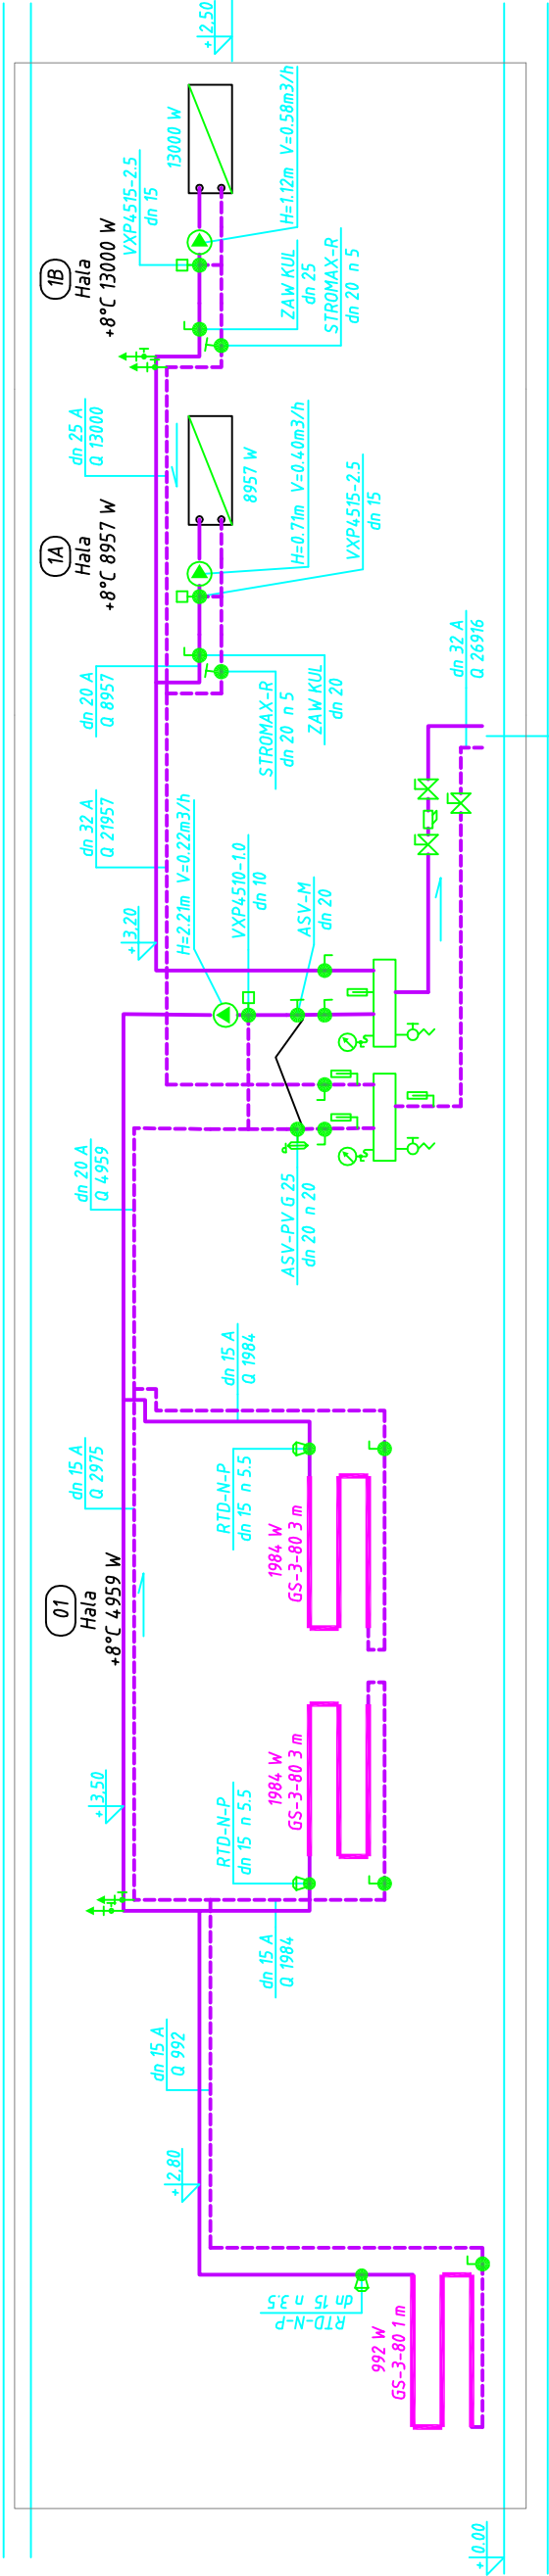 +2.50
13000 W
VXP4515-2.5
dn 15
H=1.12m V=0.58m3/h
1B
Hala
+8°C 13000 W
ZAW KUL
dn 25
STROMAX-R
dn 20 n 5
dn 25 A
Q 13000
8957 W
H=0.71m V=0.40m3/h
1A
Hala
+8°C 8957 W
VXP4515-2.5
dn 15
dn 20 A
Q 8957
STROMAX-R
dn 20 n 5
ZAW KUL
dn 20
dn 32 A
Q 26916
dn 32 A
Q 21957
H=2.21m V=0.22m3/h
VXP4510-1.0
dn 10
ASV-M
dn 20
+3.20
dn 20 A
Q 4959
ASV-PV G 25
dn 20 n 20
dn 15 A
Q 1984
dn 15 A
Q 2975
RTD-N-P
dn 15 n 5.5
1984 W
GS-3-80 3 m
01
Hala
+8°C 4959 W
1984 W
GS-3-80 3 m
+3.50
RTD-N-P
dn 15 n 5.5
dn 15 A
Q 1984
dn 15 A
Q 992
+2.80
RTD-N-P
dn 15 n 3.5
992 W
GS-3-80 1 m
+0.00